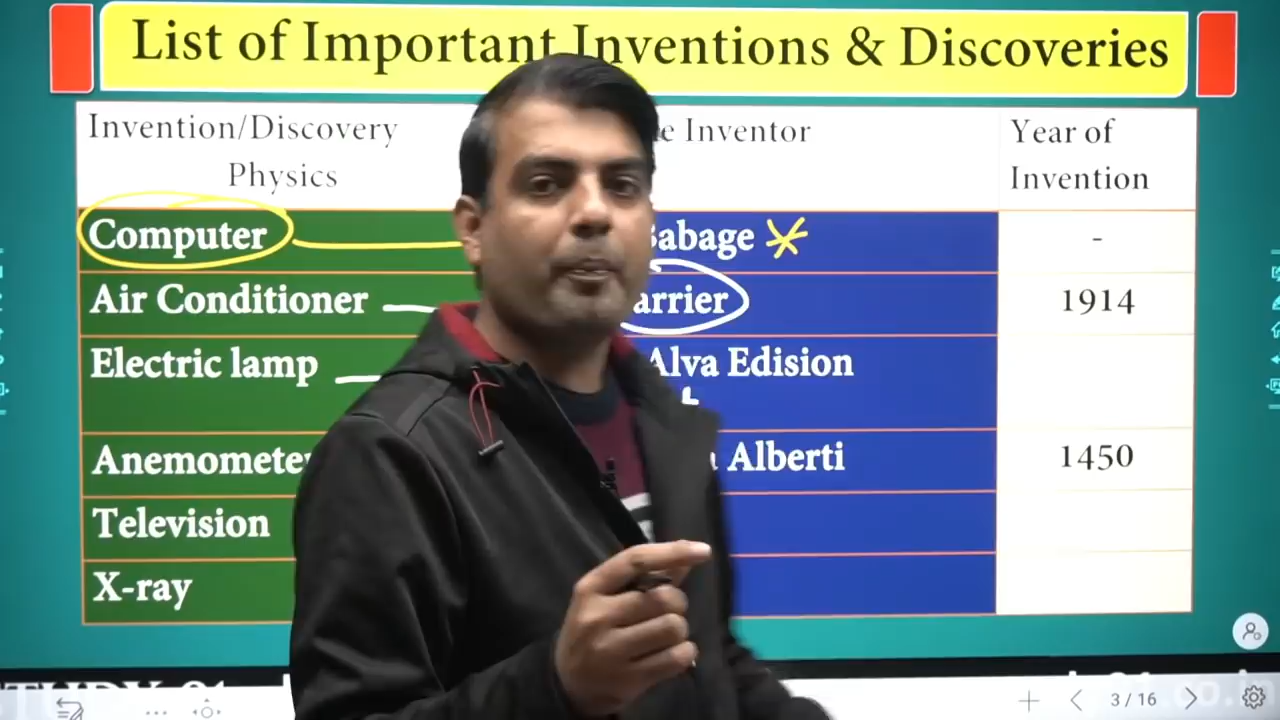 List of Important Inventions & Discoveries
Invention/Discovery
Physics
Inventor
Year of
Invention
Computer
abage
-
Air Conditioner
arrier
1914
Electric lamp
Alva Edision
Anemomete
Alberti
1450
Television
X-ray
3/16